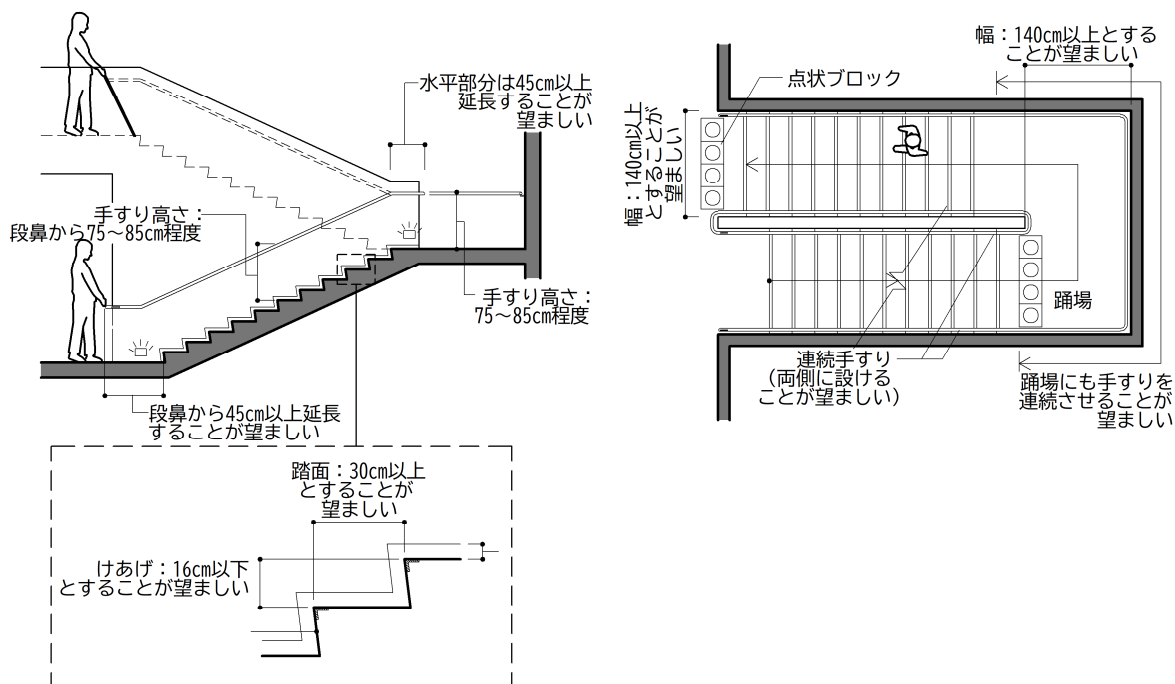 水平部分は45cm以上
延長することが
望ましい
手すり高さ：
段鼻から75～85cm程度
手すり高さ：
75～85cm程度
段鼻から45cm以上延長
することが望ましい
踏面：30cm以上
とすることが
望ましい
けあげ：16cm以下
とすることが望ましい
幅：140cm以上とする
ことが望ましい
点状ブロック
幅：140cm以上
とすることが
望ましい
踊場
連続手すり
（両側に設ける
ことが望ましい）
踊場にも手すりを
連続させることが
望ましい